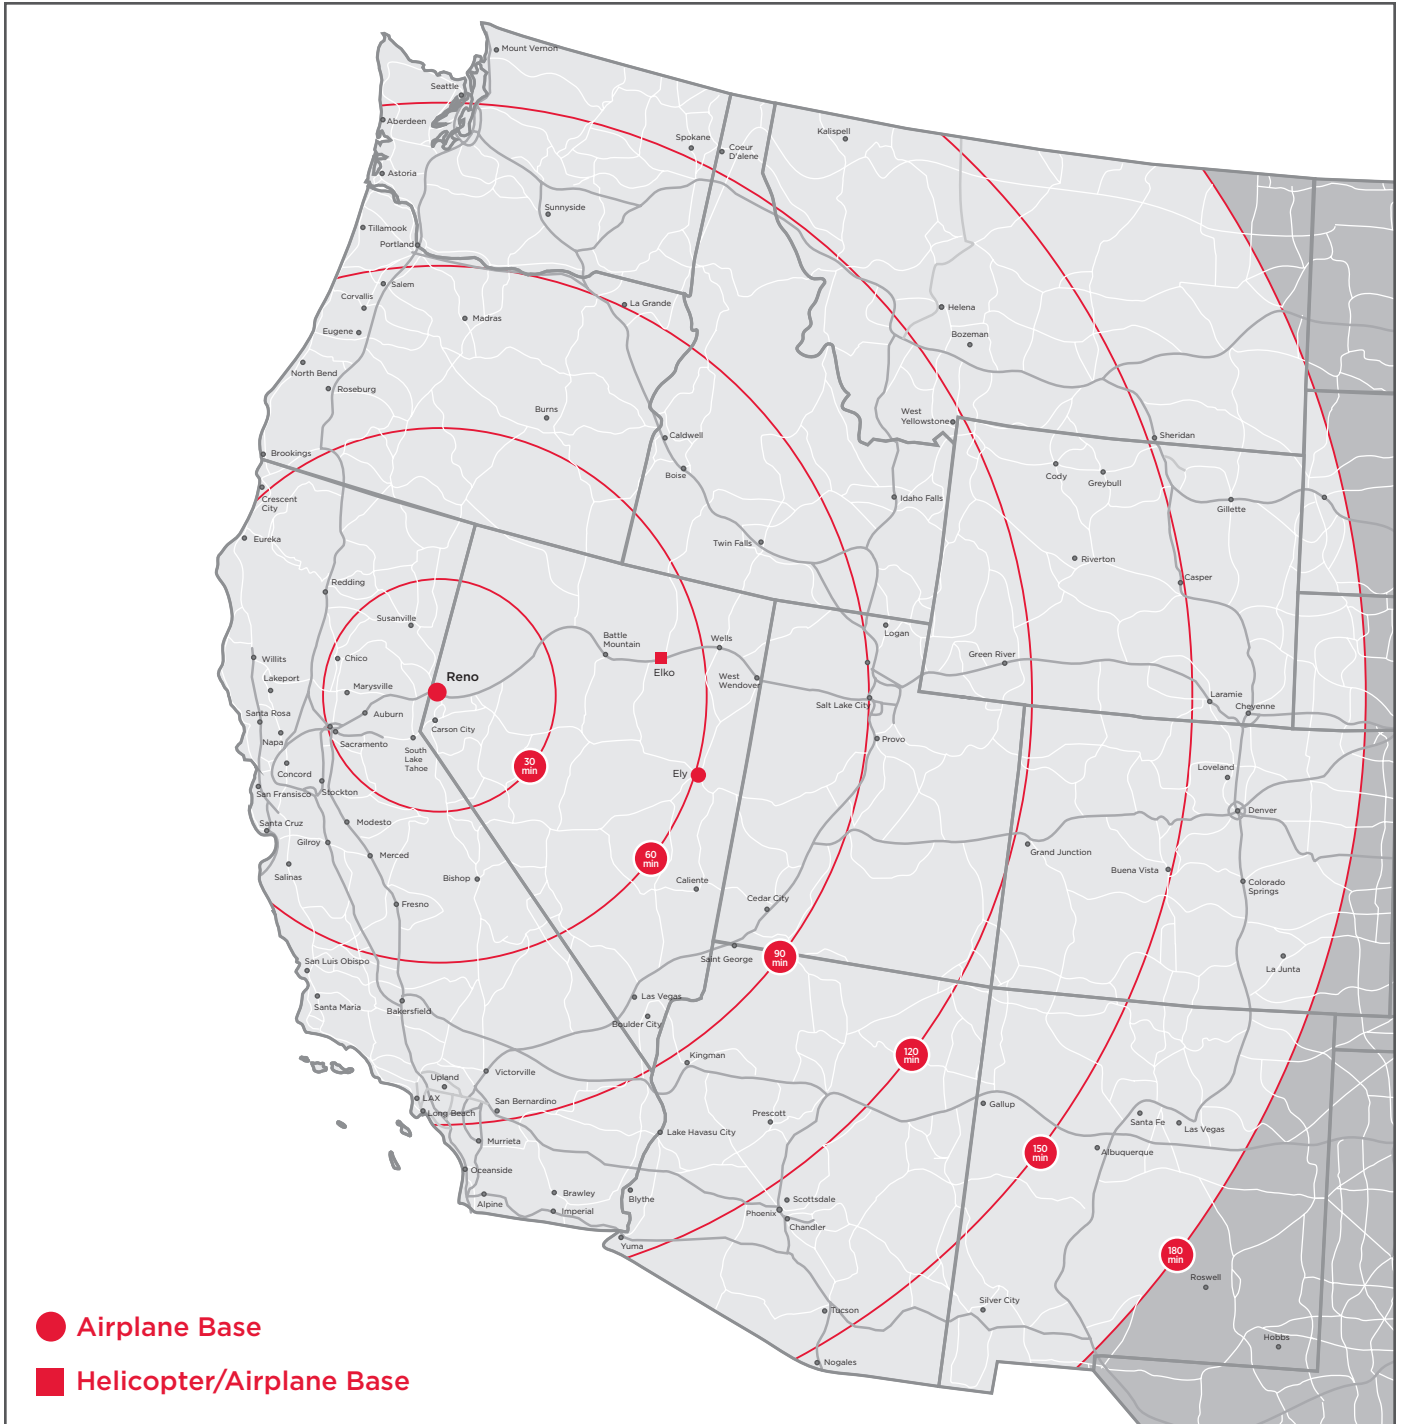 Mount Vernon
Seattle
Aberdeen
Spokane
Coeur
D'alene
Kalispell
Astoria
Sunnyside
Tillamook
Portland
Salem
Corvallis
La Grande
Helena
Madras
Eugene
Bozeman
North Bend
Roseburg
Burns
West
Yellowstone
Caldwell
Sheridan
Brookings
Boise
Cody
Greybull
Crescent
City
Idaho Falls
Gillette
Eureka
Twin Falls
Riverton
Redding
Casper
Susanville
Logan
Battle
Mountain
Wells
Willits
Chico
Green River
Elko
Reno
West
Wendover
Lakeport
Marysville
Laramie
Salt Lake City
Cheyenne
Santa Rosa
Auburn
Carson City
Napa
Sacramento
South
Lake
Tahoe
Provo
30
min
Ely
Loveland
Concord
Stockton
San Fransisco
Denver
Santa Cruz
Modesto
Gilroy
Merced
60
min
Grand Junction
Salinas
Bishop
Caliente
Buena Vista
Colorado
Springs
Cedar City
Fresno
San Luis Obispo
Saint George
90
min
La Junta
Santa Maria
Bakersfield
Las Vegas
Boulder City
120
min
Kingman
Upland
Victorville
LAX
San Bernardino
Long Beach
Gallup
Prescott
Santa Fe
Las Vegas
Lake Havasu City
Murrieta
150
min
Albuquerque
Oceanside
Alpine
Brawley
Blythe
Scottsdale
Imperial
Phoenix
Chandler
Yuma
180
min
Roswell
Silver City
Tucson
Hobbs
Nogales
Airplane Base
Helicopter/Airplane Base